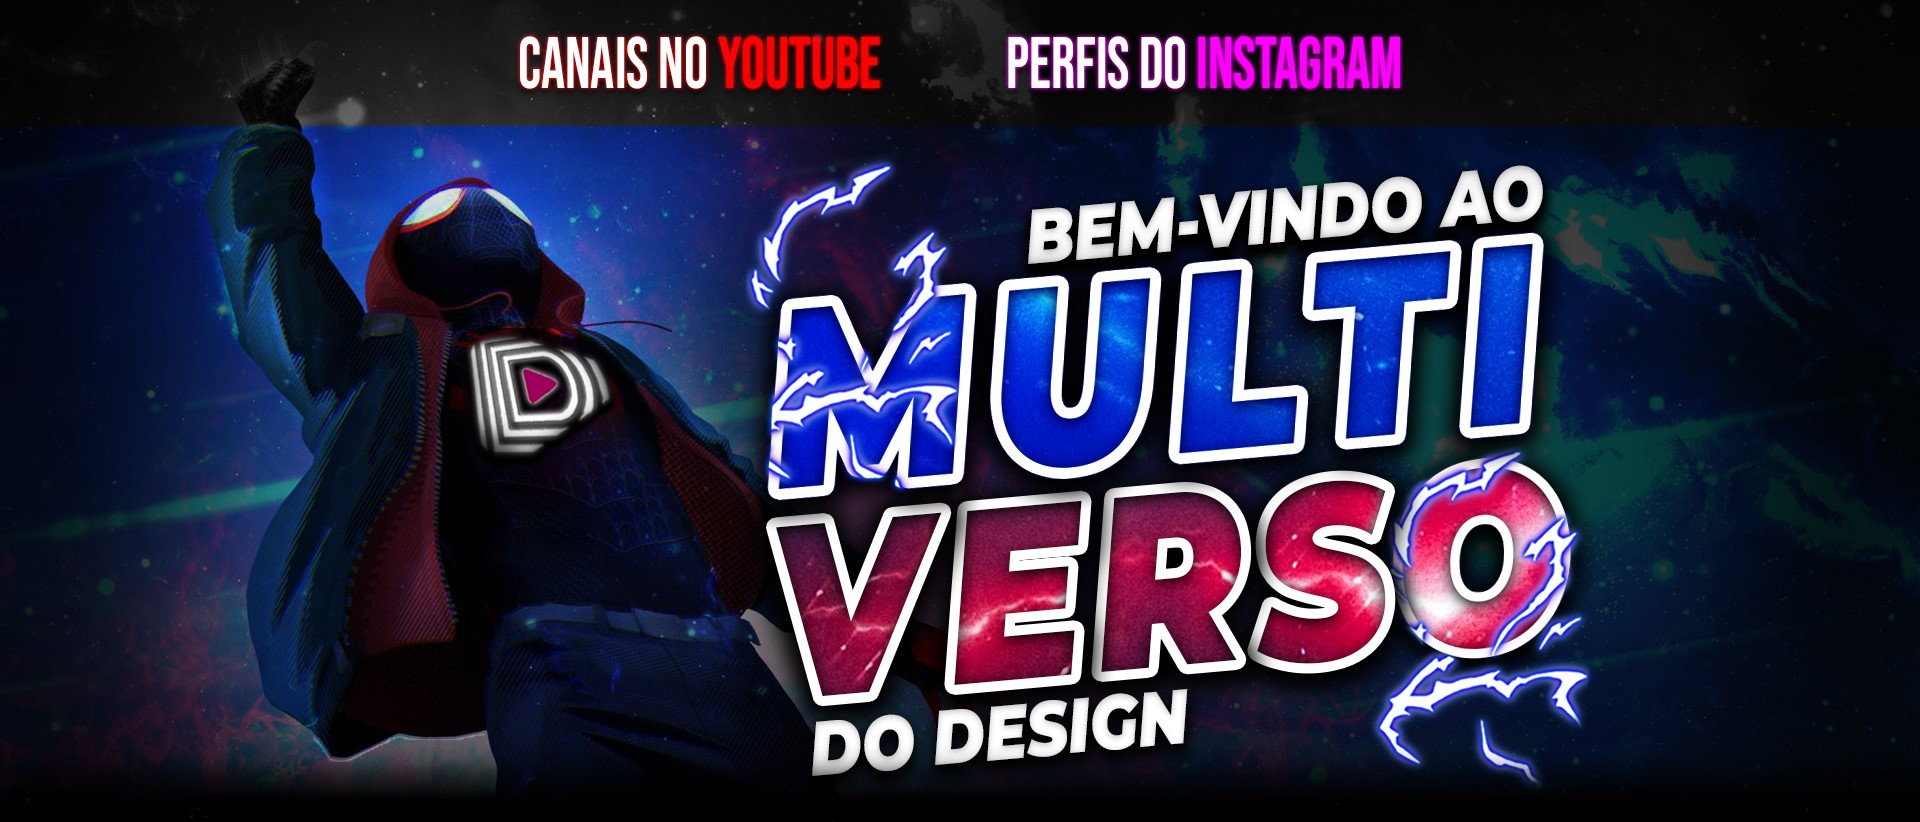 CANAIS NO YOUTUBE
PERFIS DO INSTAGRAM
BEM-VINDO AO
MULTI
VERSO
DO DESIGN
D